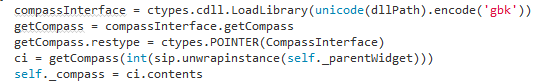 compassInterface = ctypes.cdll.LoadLibrary(unicode(dllPath).encode('gbk'))
getCompass = compassInterface.getCompass
getCompass.restype = ctypes.POINTER(CompassInterface)
ci = getCompass(int(sip.unwrapinstance(self._parentWidget)))
self._compass = ci.contents